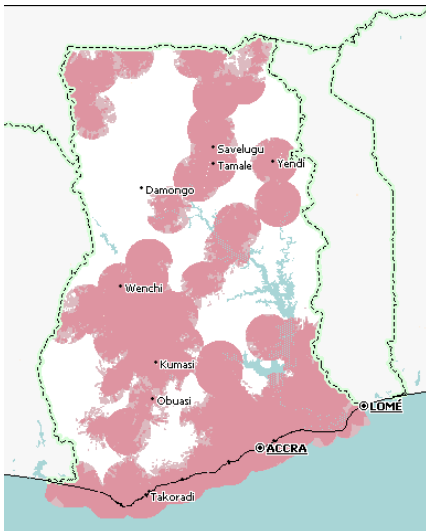 Savelugu
Tamale
Yendi
Damongo
Wenchi
Kumasi
Obuasi
LOMÉ
ACCRA
Takoradi